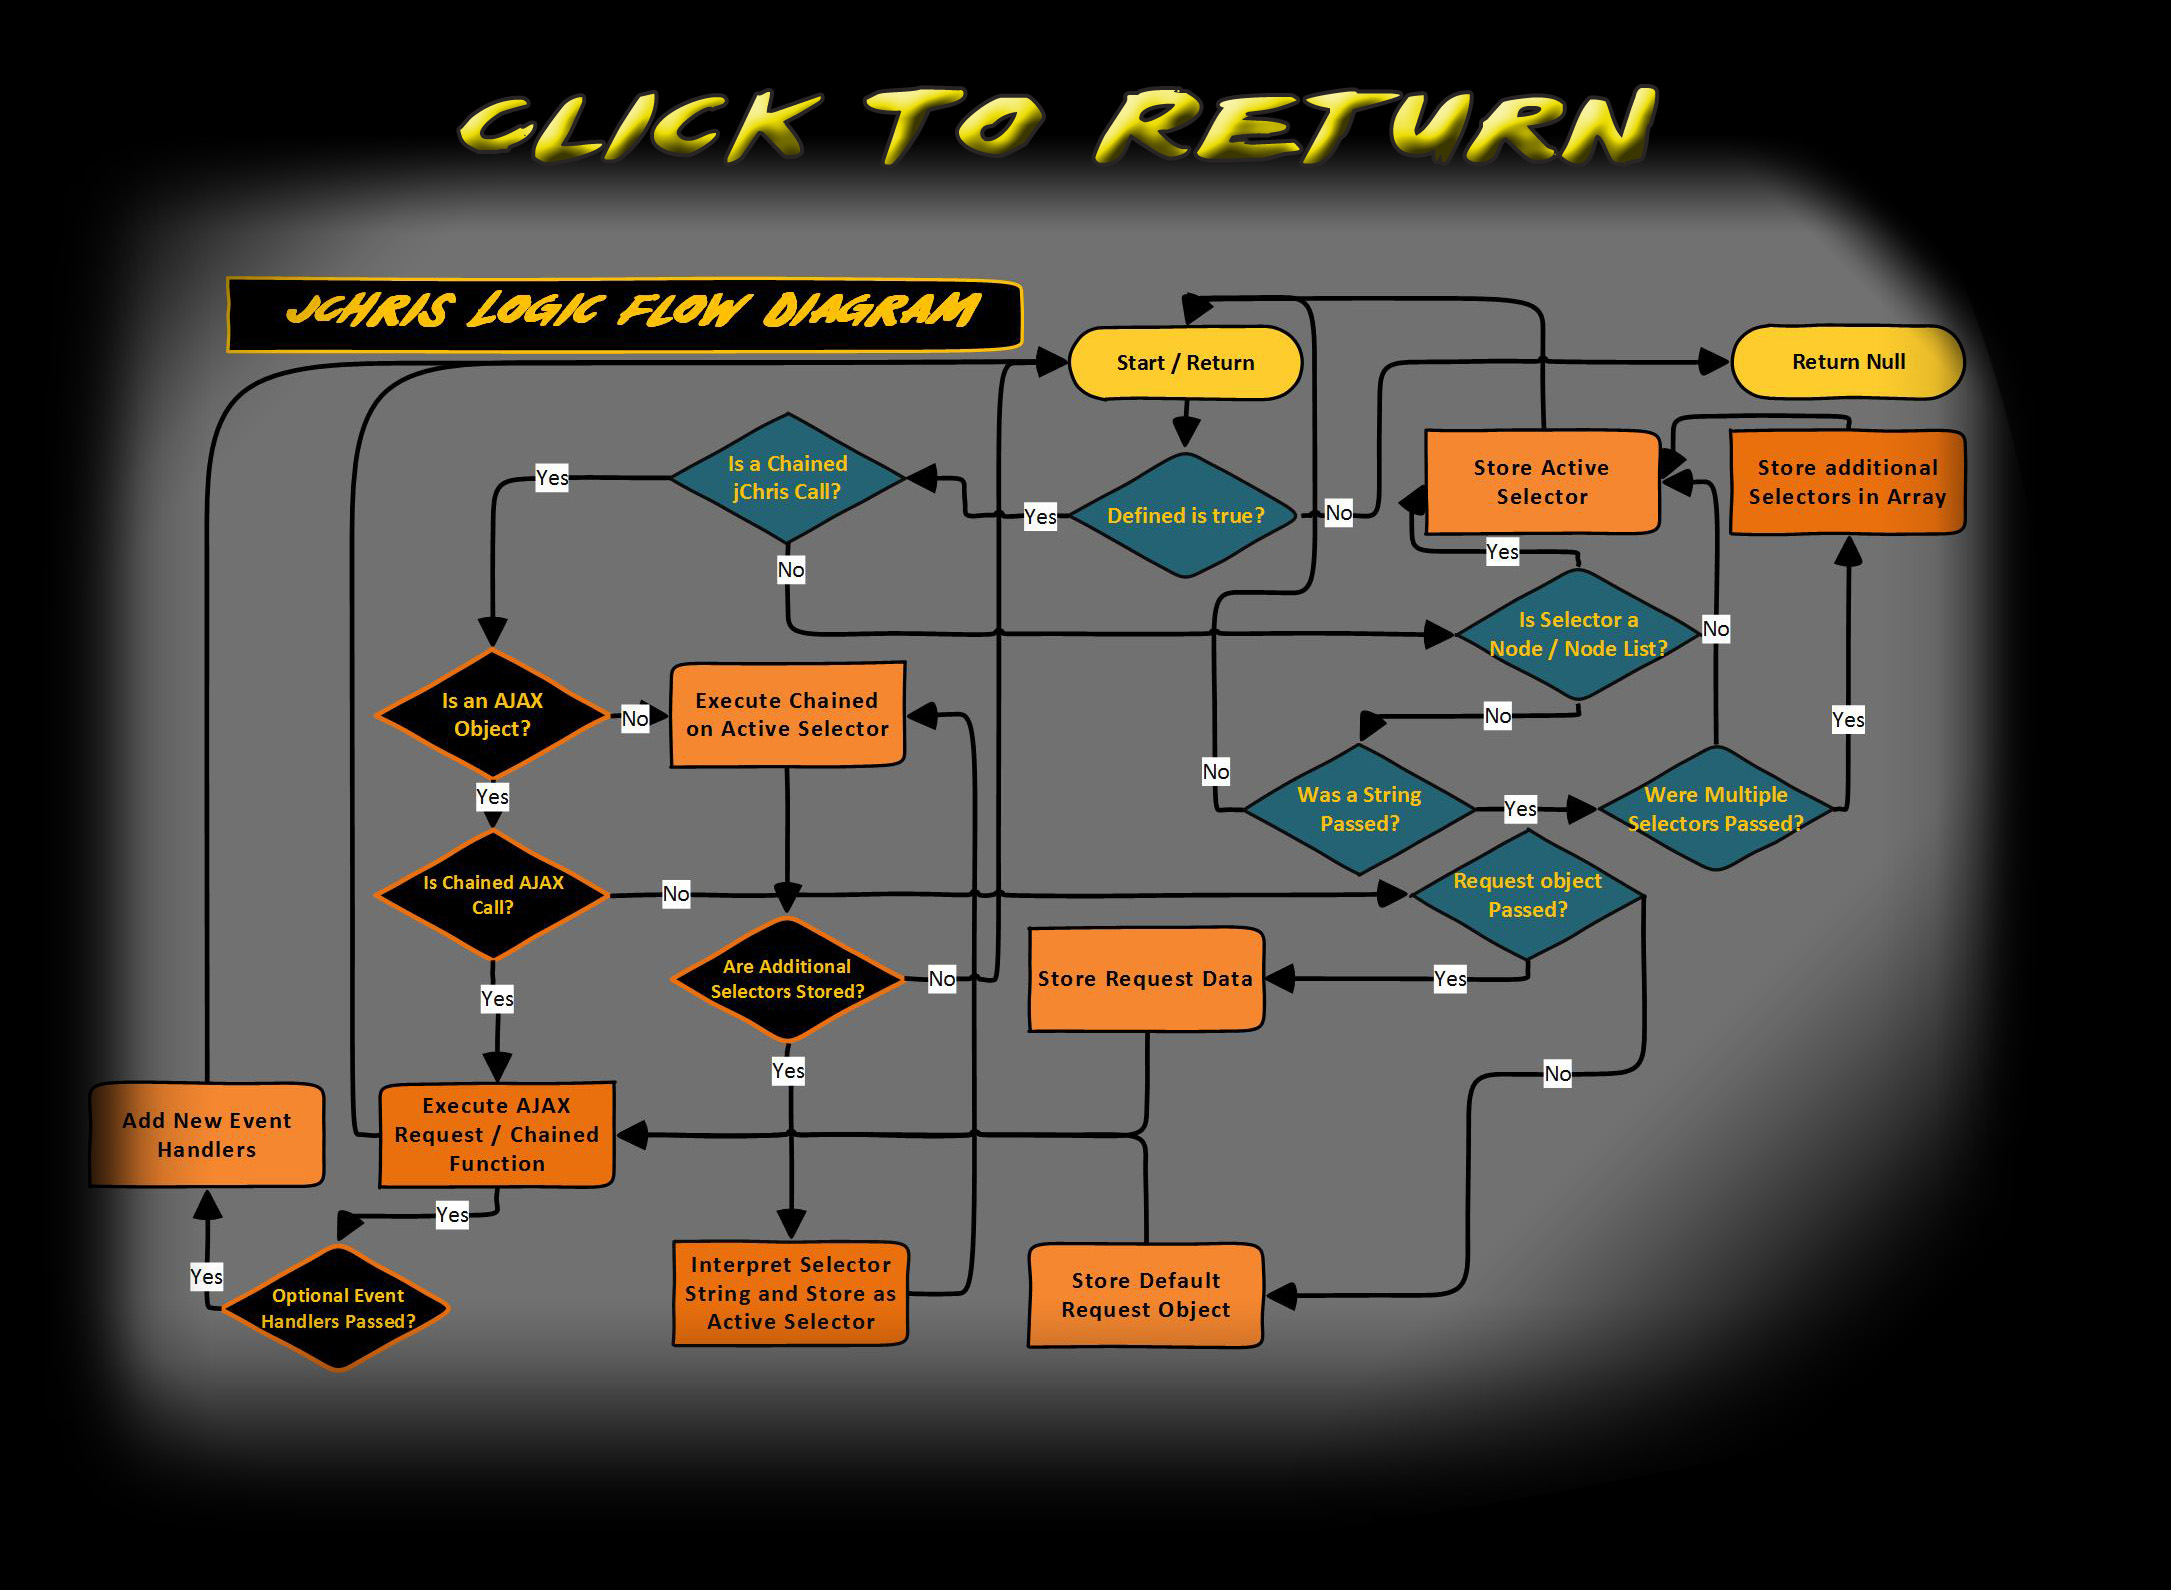 CLICK TO RETURN
JCHRIS LOGIC FLOW DIAGRAM
Start / Return
Return Null
Is a Chained
jChris Call?
Yes
Defined is true?
Yes
No
Store Active
Selector
Store additional
Selectors in Array
No
Yes
Is Selector a
Node / Node List?
No
Is an AJAX
Object?
No
Execute Chained
on Active Selector
No
Yes
Yes
No
Was a String
Passed?
Yes
Were Multiple
Selectors Passed?
Is Chained AJAX
Call?
No
Request object
Passed?
Are Additional
Selectors Stored?
No
Store Request Data
Yes
Yes
Yes
No
Add New Event
Handlers
Execute AJAX
Request / Chained
Function
Yes
Yes
Optional Event
Handlers Passed?
Interpret Selector
String and Store as
Active Selector
Store Default
Request Object